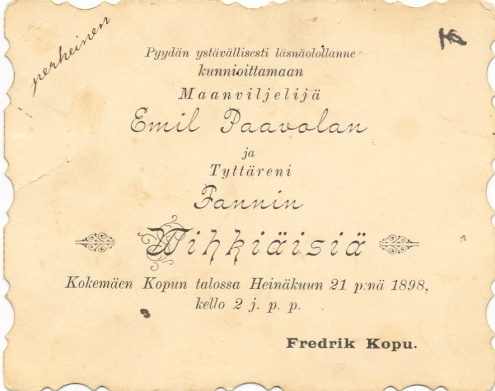 perheinen
Pyydän ystävällisesti läsnäolollanne
kunnioittamaan
Maanviljelijä
Emil Paavolan
ja
Tyttäreni
Fannin
Wihkiäisiä
Kokemäen Kopun talossa Heinäkuun 21 p:nä 1898,
kello 2 j. p. p.
Fredrik Kopu.